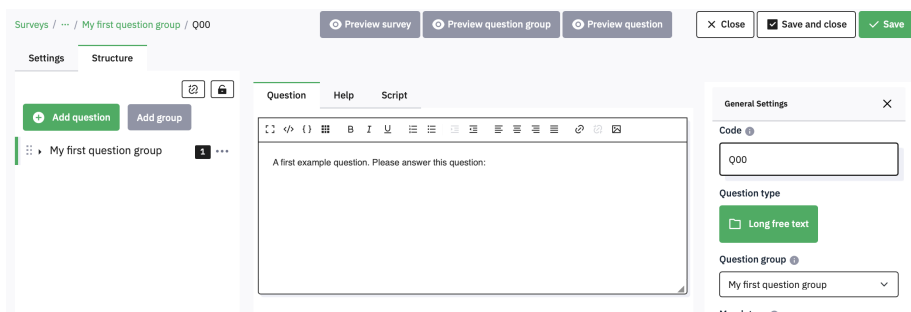 Surveys / ··· / My first question group / Q00
Preview survey
Preview question group
Preview question
Close
Save and close
Save
Settings
Structure
Add question
Add group
My first question group
1
Question
Help
Script
B I U
A first example question. Please answer this question:
General Settings
Code
Q00
Question type
Long free text
Question group
My first question group